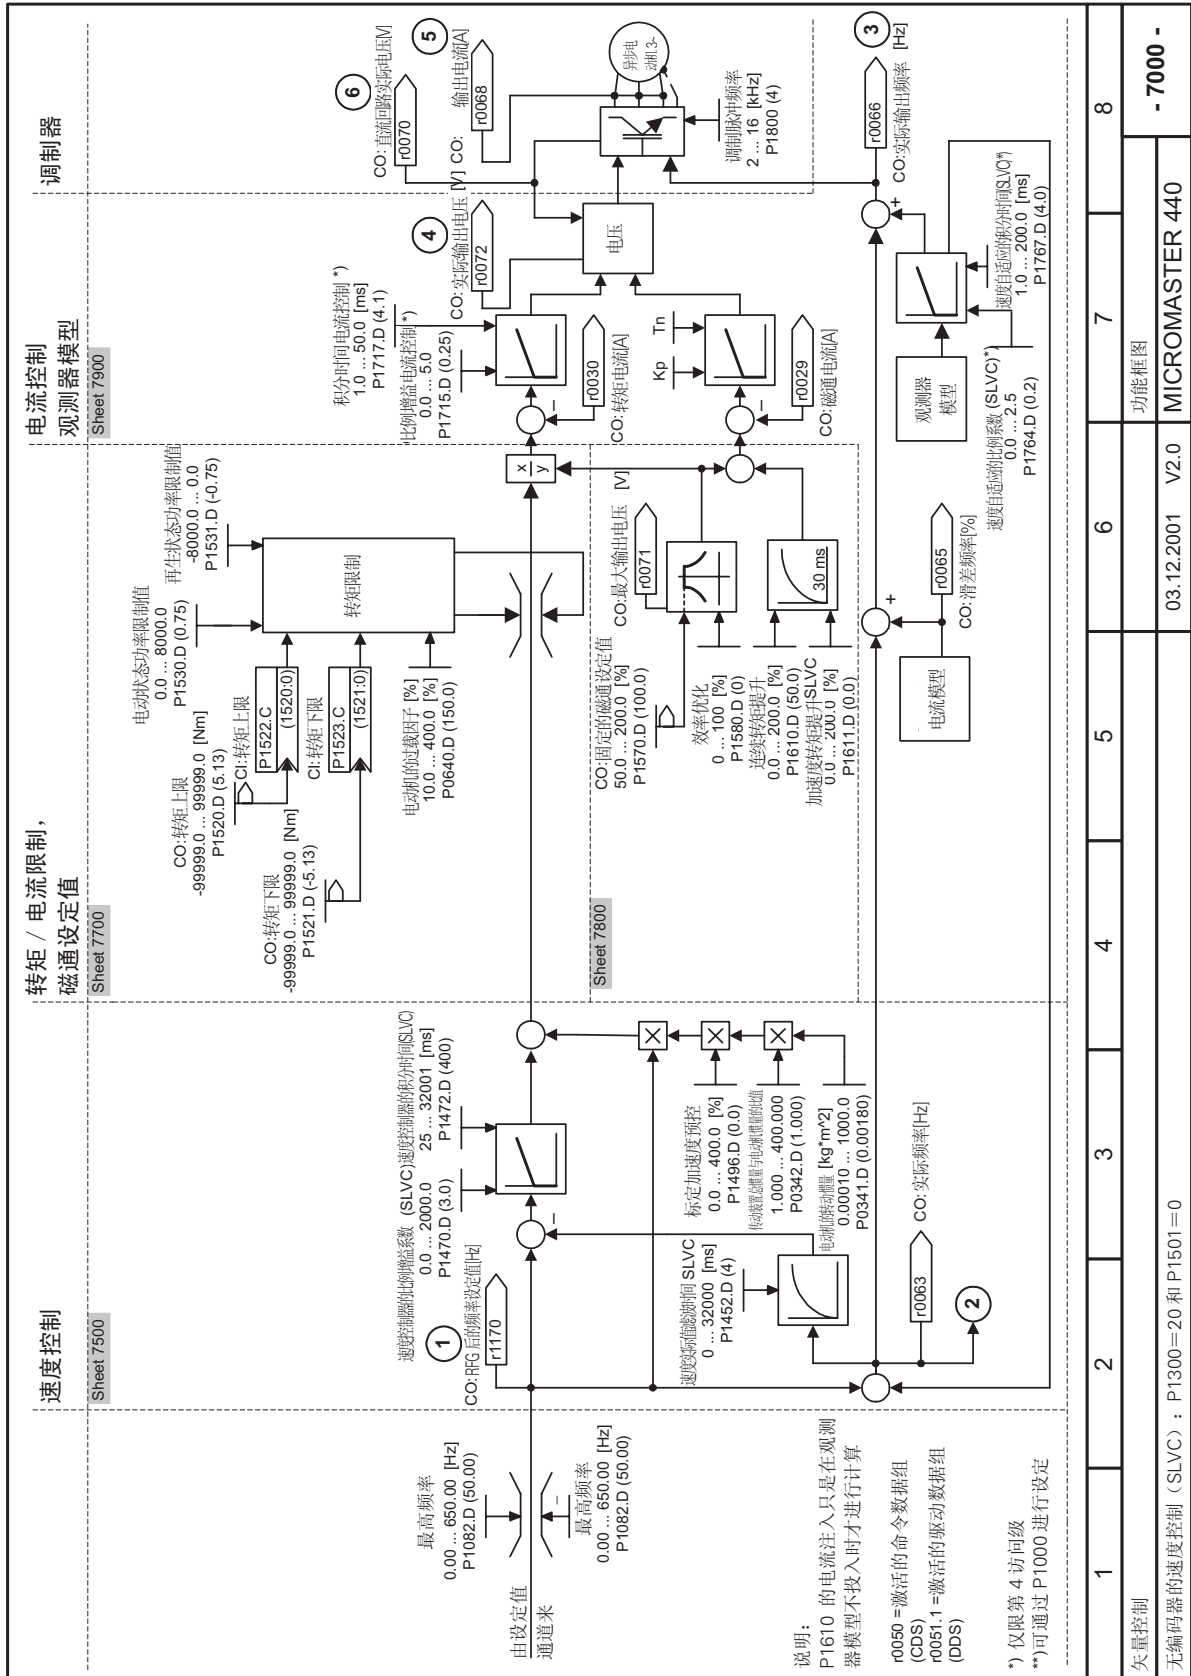 速度控制
Sheet 7500
转矩 / 电流限制，
磁通设定值
Sheet 7700
电流控制
观测器模型
Sheet 7900
调制器
由设定值
通道来
最高频率
0.00 ... 650.00 [Hz]
P1082.D (50.00)
–
最高频率
0.00 ... 650.00 [Hz]
P1082.D (50.00)
1
CO:RFG 后的频率设定值[Hz]
r1170
速度控制器的比例增益系数 (SLVC)
0.0 ... 2000.0
P1470.D (3.0)
速度控制器的积分时间(SLVC)
25 ... 32001 [ms]
P1472.D (400)
–
速度实际值滤波时间 SLVC
0 ... 32000 [ms]
P1452.D (4)
标定加速度预控
0.0 ... 400.0 [%]
P1496.D (0.0)
传动装置总惯量与电动机惯量的比值
1.000 ... 400.000
P0342.D (1.000)
电动机的转动惯量 [kg*m^2]
0.00010 ... 1000.0
P0341.D (0.00180)
r0063
CO: 实际频率[Hz]
2
CO:转矩上限
-99999.0 ... 99999.0 [Nm]
P1520.D (5.13)
CO:转矩下限
-99999.0 ... 99999.0 [Nm]
P1521.D (-5.13)
CI:转矩上限
P1522.C
(1520:0)
CI:转矩下限
P1523.C
(1521:0)
电动状态功率限制值
0.0 ... 8000.0
P1530.D (0.75)
再生状态功率限制值
-8000.0 ... 0.0
P1531.D (-0.75)
转矩限制
电动机的过载因子 [%]
10.0 ... 400.0 [%]
P0640.D (150.0)
Sheet 7800
CO:固定的磁通设定值
50.0 ... 200.0 [%]
P1570.D (100.0)
CO:最大输出电压 [V]
r0071
效率优化
0 ... 100 [%]
P1580.D (0)
连续转矩提升
0.0 ... 200.0 [%]
P1610.D (50.0)
加速度转矩提升SLVC
0.0 ... 200.0 [%]
P1611.D (0.0)
30 ms
x
y
积分时间电流控制 *)
1.0 ... 50.0 [ms]
P1717.D (4.1)
比例增益电流控制*)
0.0 ... 5.0
P1715.D (0.25)
–
r0030
CO: 转矩电流[A]
Kp
Tn
–
r0029
CO: 磁通电流[A]
4
CO: 实际输出电压 [V]
r0072
电压
6
CO: 直流回路实际电压[V]
r0070
5
CO: 输出电流[A]
r0068
异步电
动机 3~
调制脉冲频率
2 ... 16 [kHz]
P1800 (4)
3
[Hz]
CO:实际输出频率
r0066
+
电流模型
+
r0065
CO: 滑差频率[%]
观测器
模型
速度自适应的比例系数 (SLVC)*)
0.0 ... 2.5
P1764.D (0.2)
速度自适应的积分时间(SLVC)*)
1.0 ... 200.0 [ms]
P1767.D (4.0)
说明：
P1610 的电流注入只是在观测
器模型不投入时才进行计算
r0050 =激活的命令数据组
(CDS)
r0051.1 =激活的驱动数据组
(DDS)
*) 仅限第 4 访问级
**)可通过 P1000 进行设定
1 2 3 4 5 6 7 8
矢量控制
功能框图
- 7000 -
无编码器的速度控制（SLVC）：P1300＝20 和 P1501＝0
03.12.2001 V2.0
MICROMASTER 440